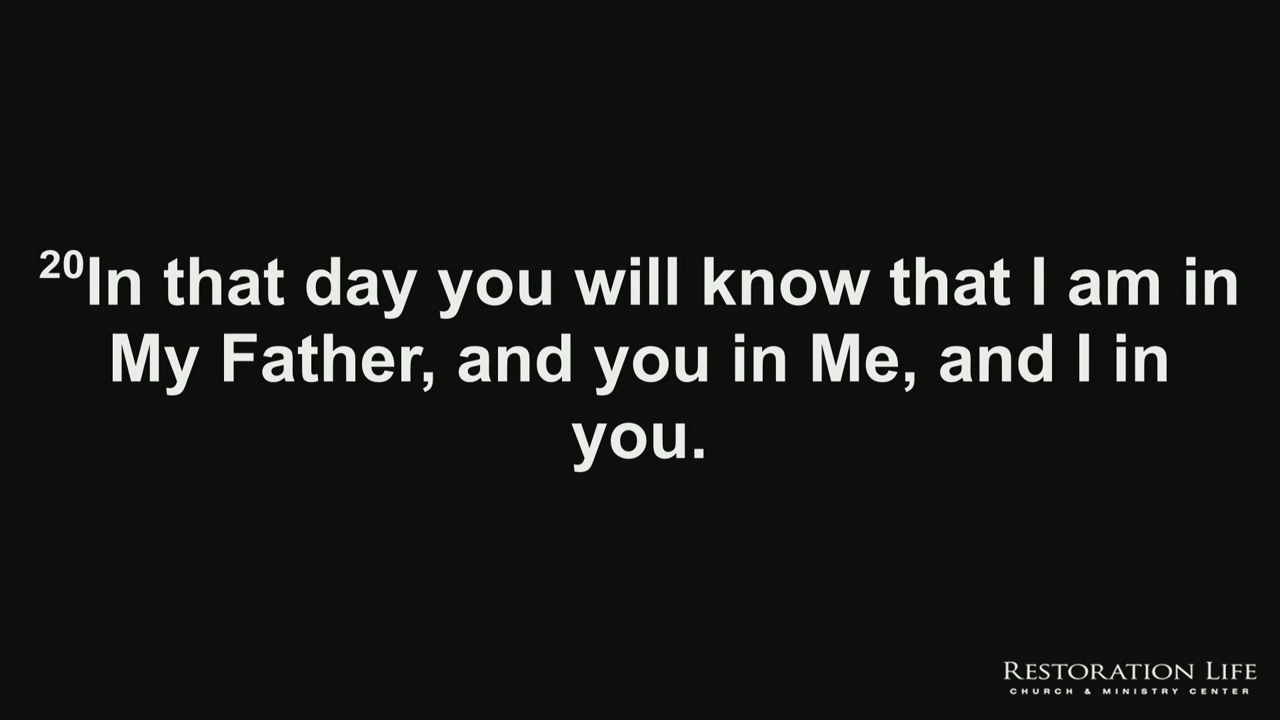 20In that day you will know that I am in
My Father, and you in Me, and I in
you.
RESTORATION LIFE
CHURCH & MINISTRY CENTER